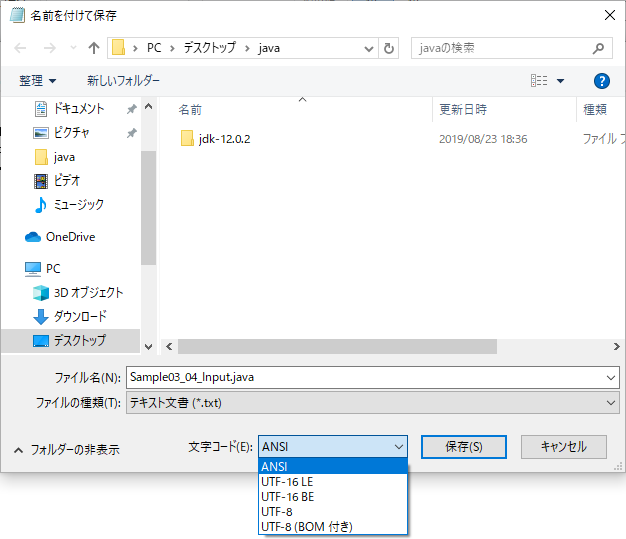 名前を付けて保存
PC > デスクトップ > java
javaの検索
整理
新しいフォルダー
ドキュメント
ピクチャ
java
ビデオ
ミュージック
OneDrive
PC
3D オブジェクト
ダウンロード
デスクトップ
名前 更新日時 種類
jdk-12.0.2 2019/08/23 18:36 ファイル フ
ファイル名(N): Sample03_04_Input.java
ファイルの種類(T): テキスト文書 (*.txt)
フォルダーの非表示
文字コード(E): ANSI
保存(S)
キャンセル
ANSI
UTF-16 LE
UTF-16 BE
UTF-8
UTF-8 (BOM 付き)